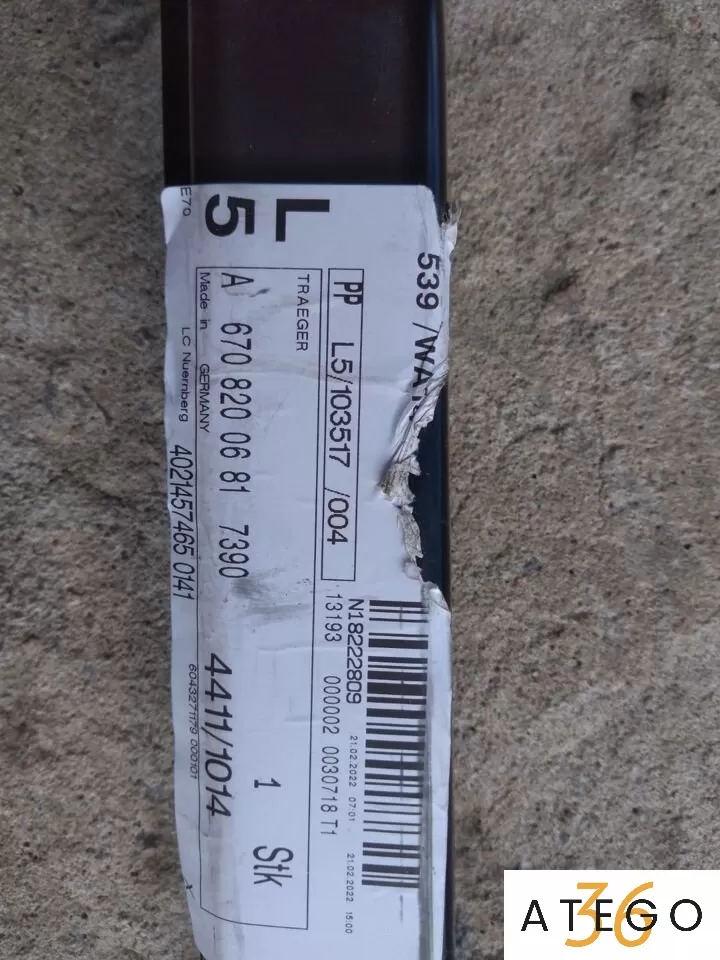 539 /WA
L
5
E70
PP L5/103517 /004
TRAEGER
A 670 820 06 81 7390
Made in GERMANY
LC Nuernberg
4021457465 0141
N18222809
13193 000002 0030718 T1
21.02.2022 07:01
21.02.2022 15:00
4411/1014
1 Stk
6043271179 000101
ATEGO
36